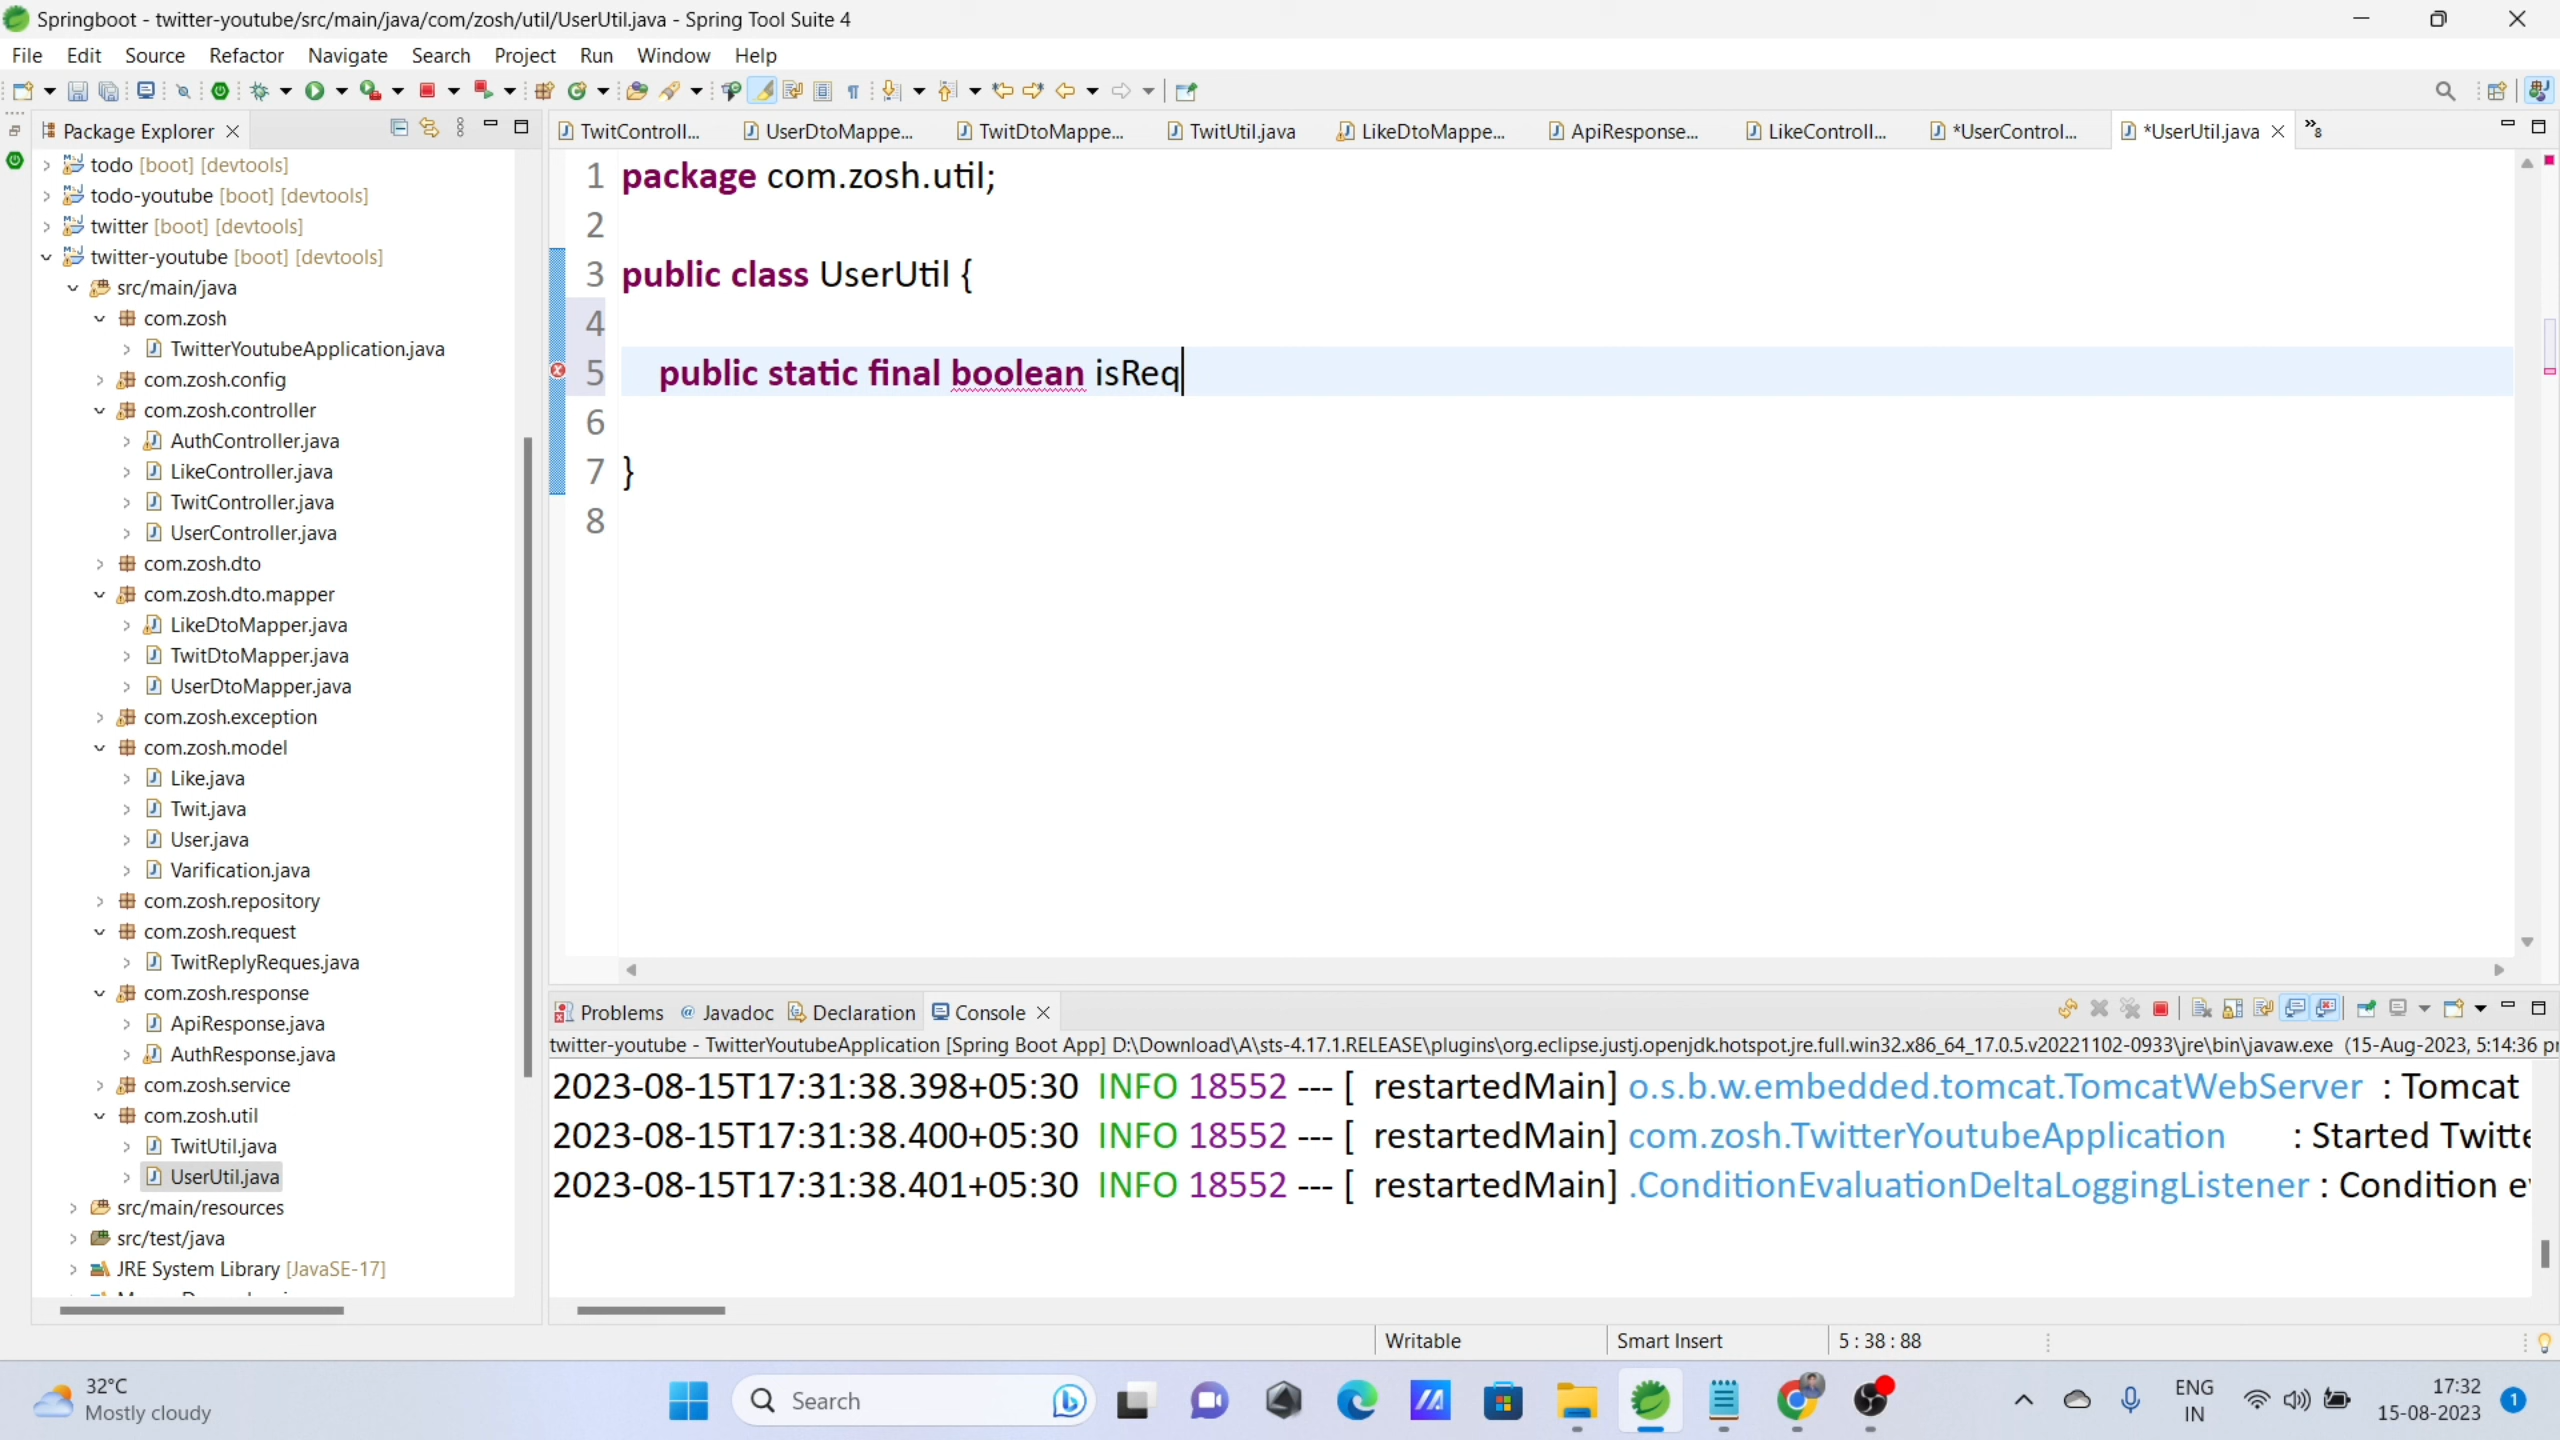 Springboot - twitter-youtube/src/main/java/com/zosh/util/UserUtil.java - Spring Tool Suite 4
File Edit Source Refactor Navigate Search Project Run Window Help
Package Explorer
todo [boot] [devtools]
todo-youtube [boot] [devtools]
twitter [boot] [devtools]
twitter-youtube [boot] [devtools]
src/main/java
com.zosh
TwitterYoutubeApplication.java
com.zosh.config
com.zosh.controller
AuthController.java
LikeController.java
TwitController.java
UserController.java
com.zosh.dto
com.zosh.dto.mapper
LikeDtoMapper.java
TwitDtoMapper.java
UserDtoMapper.java
com.zosh.exception
com.zosh.model
Like.java
Twit.java
User.java
Varification.java
com.zosh.repository
com.zosh.request
TwitReplyReques.java
com.zosh.response
ApiResponse.java
AuthResponse.java
com.zosh.service
com.zosh.util
TwitUtil.java
UserUtil.java
src/main/resources
src/test/java
JRE System Library [JavaSE-17]
TwitControll... UserDtoMappe... TwitDtoMappe... TwitUtil.java LikeDtoMappe... ApiResponse... LikeControll... *UserControl... *UserUtil.java »8
1 package com.zosh.util;
2
3 public class UserUtil {
4
5 public static final boolean isReq
6
7 }
8
Problems @ Javadoc Declaration Console
twitter-youtube - TwitterYoutubeApplication [Spring Boot App] D:\Download\A\sts-4.17.1.RELEASE\plugins\org.eclipse.justj.openjdk.hotspot.jre.full.win32.x86_64_17.0.5.v20221102-0933\jre\bin\javaw.exe (15-Aug-2023, 5:14:36 pr
2023-08-15T17:31:38.398+05:30 INFO 18552 --- [ restartedMain] o.s.b.w.embedded.tomcat.TomcatWebServer : Tomcat
2023-08-15T17:31:38.400+05:30 INFO 18552 --- [ restartedMain] com.zosh.TwitterYoutubeApplication : Started Twitte
2023-08-15T17:31:38.401+05:30 INFO 18552 --- [ restartedMain] .ConditionEvaluationDeltaLoggingListener : Condition e
Writable Smart Insert 5 : 38 : 88
32°C
Mostly cloudy
Search
ENG
IN
17:32
15-08-2023
1